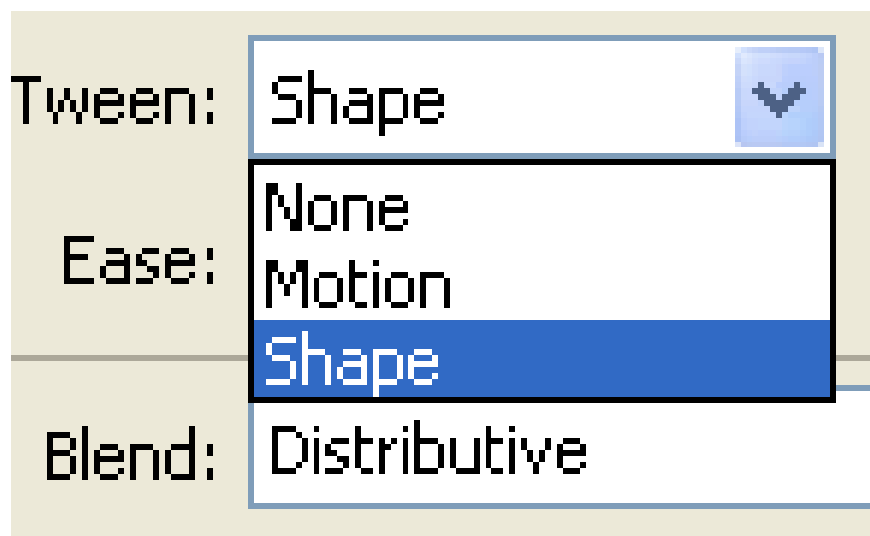 Tween: Shape
None
Ease:
Motion
Shape
Blend: Distributive